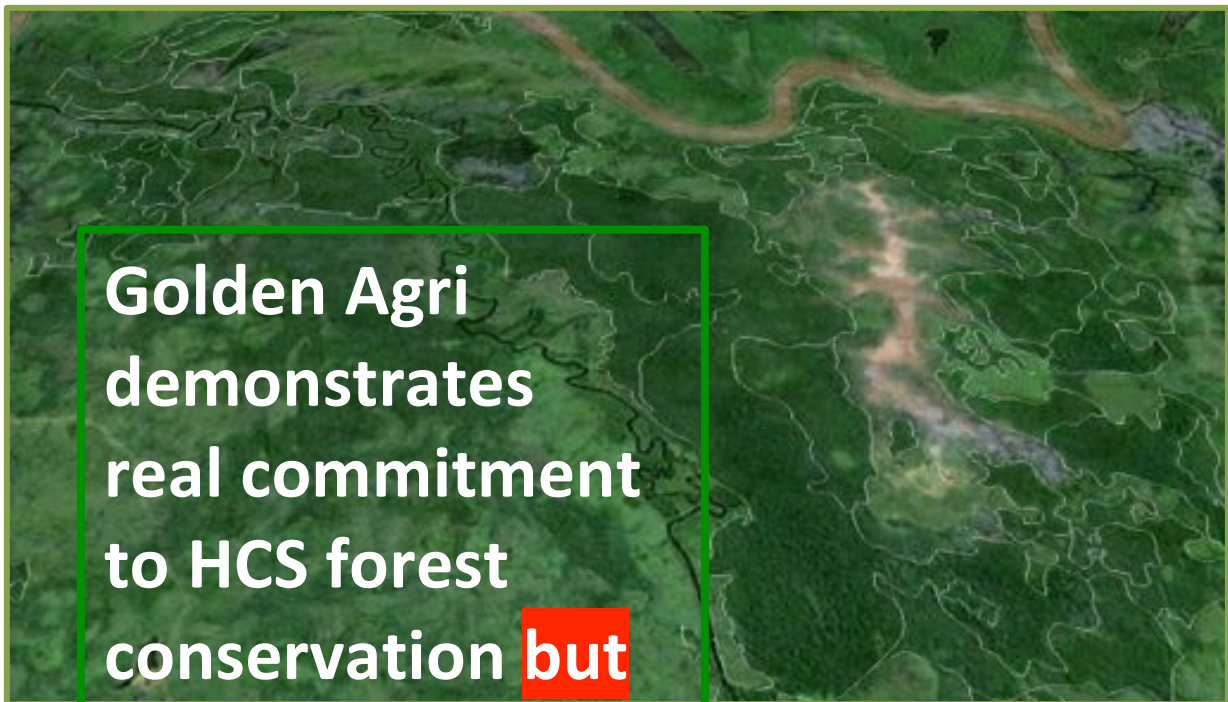 Golden Agri
demonstrates
real commitment
to HCS forest
conservation but